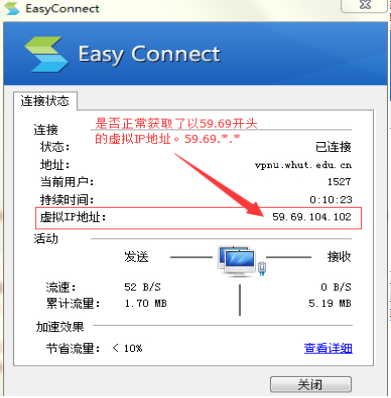 EasyConnect
Easy Connect
连接状态
是否正常获取了以59.69开头
的虚拟IP地址。59.69.*.*
连接
状态： 已连接
地址： vpnu.whut.edu.cn
当前用户： 1527
持续时间： 0:10:23
虚拟IP地址： 59.69.104.102
活动
发送 接收
流速： 52 B/S 0 B/S
累计流量： 1.70 MB 5.19 MB
加速效果
节省流量： < 10% 查看详细
关闭